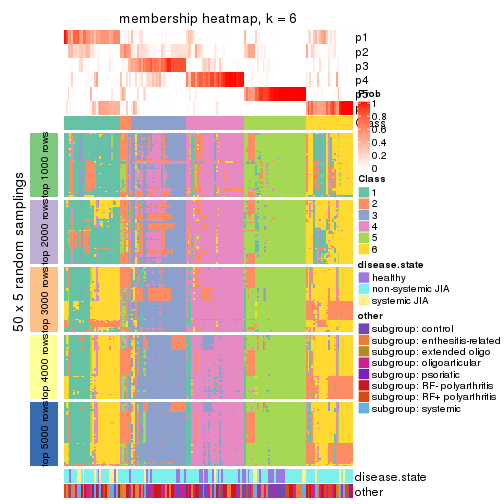 membership heatmap, k = 6
p1
p2
p3
p4
Prob
1
0.8
0.6
0.4
0.2
0
Class
1
2
3
4
5
6
disease.state
healthy
non-systemic JIA
systemic JIA
other
subgroup: control
subgroup: enthesitis-related
subgroup: extended oligo
subgroup: oligoarticular
subgroup: psoriatic
subgroup: RF- polyarthritis
subgroup: RF+ polyarthritis
subgroup: systemic
50 x 5 random samplings
top 1000 rows
top 2000 rows
top 3000 rows
top 4000 rows
top 5000 rows
disease.state
other